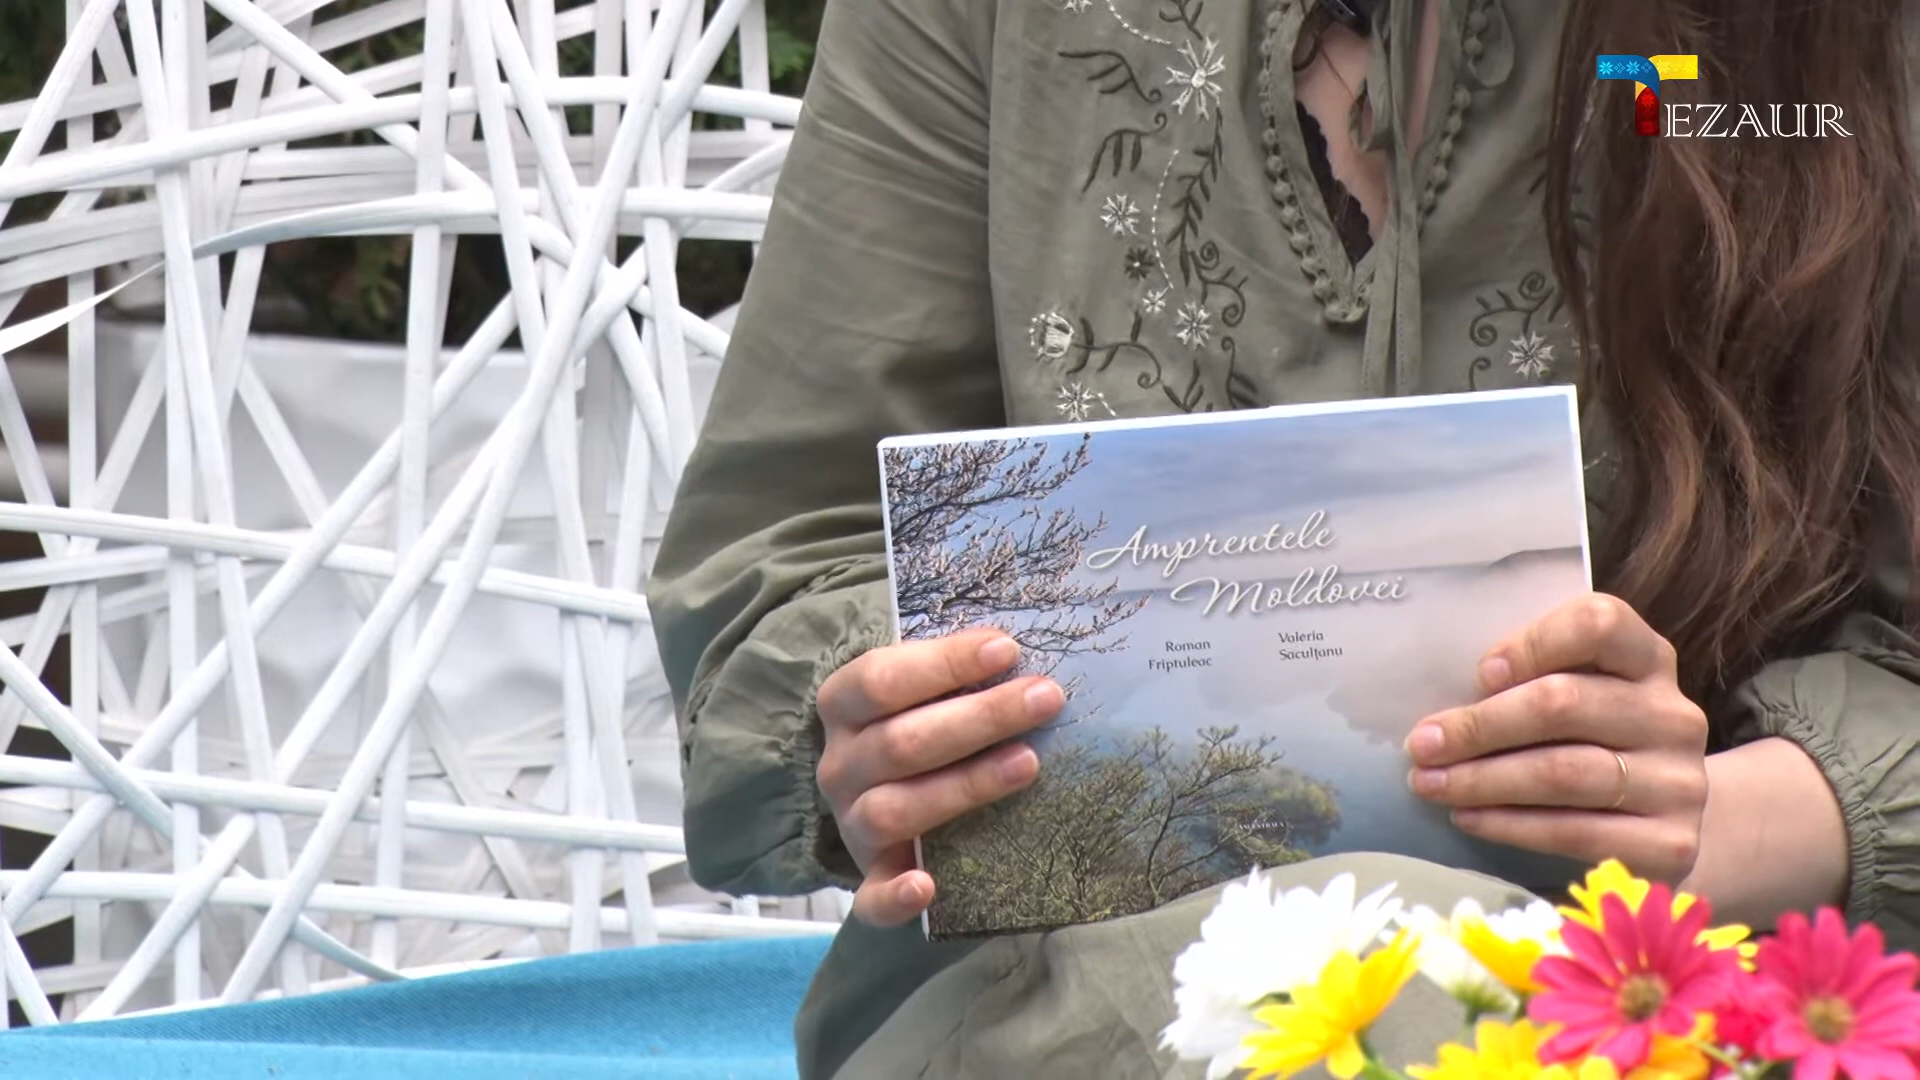 TEZAUR
Amprentele
Moldovei
Roman
Friptuleac
Valeria
Saculțanu